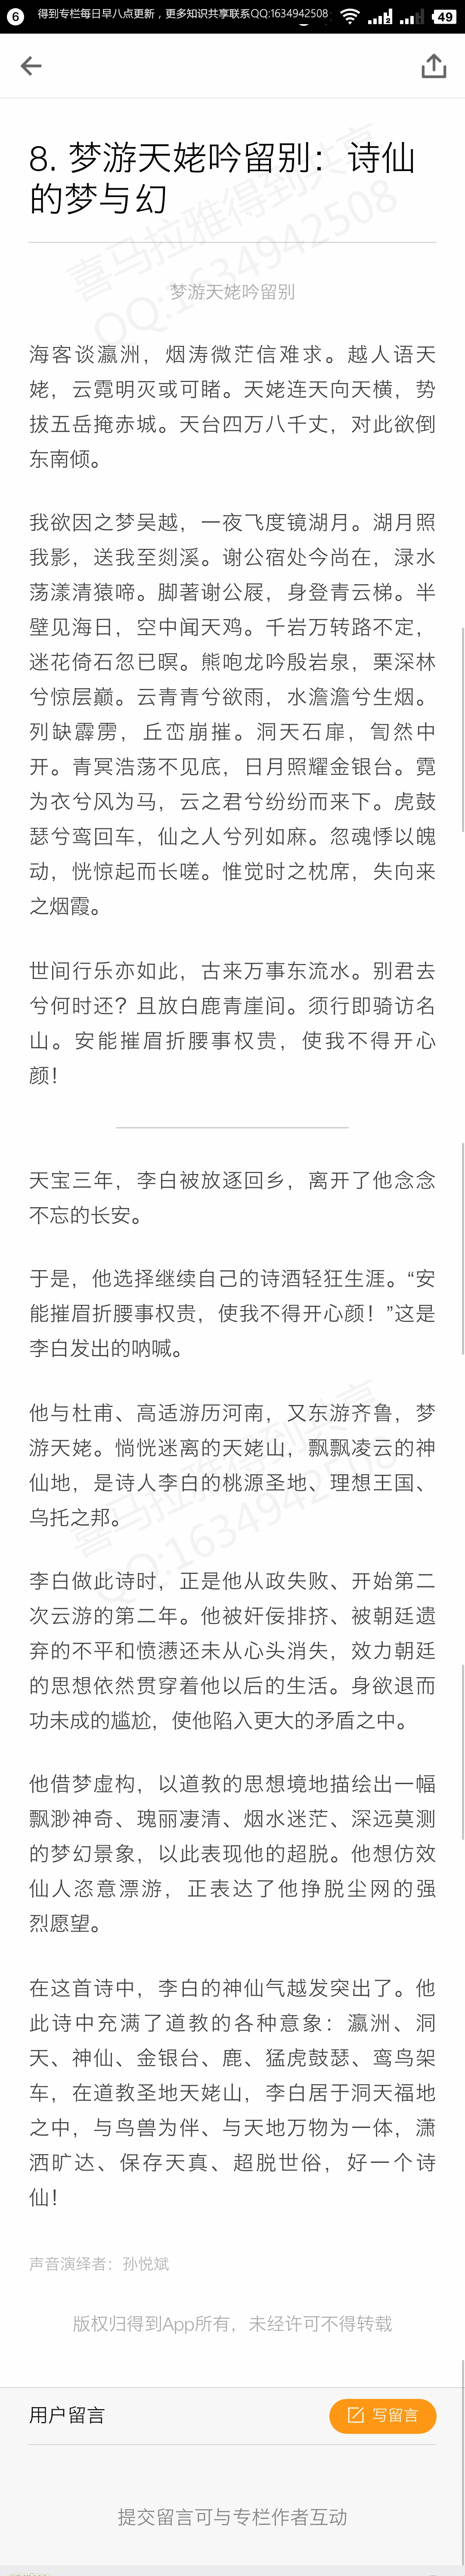 6 得到专栏每日早八点更新，更多知识共享联系QQ:1634942508 2 49
8. 梦游天姥吟留别：诗仙
的梦与幻
喜马拉雅得到共享
QQ:1634942508
梦游天姥吟留别
海客谈瀛洲，烟涛微茫信难求。越人语天
姥，云霓明灭或可睹。天姥连天向天横，势
拔五岳掩赤城。天台四万八千丈，对此欲倒
东南倾。
我欲因之梦吴越，一夜飞度镜湖月。湖月照
我影，送我至剡溪。谢公宿处今尚在，渌水
荡漾清猿啼。脚著谢公屐，身登青云梯。半
壁见海日，空中闻天鸡。千岩万转路不定，
迷花倚石忽已暝。熊咆龙吟殷岩泉，栗深林
兮惊层巅。云青青兮欲雨，水澹澹兮生烟。
列缺霹雳，丘峦崩摧。洞天石扉，訇然中
开。青冥浩荡不见底，日月照耀金银台。霓
为衣兮风为马，云之君兮纷纷而来下。虎鼓
瑟兮鸾回车，仙之人兮列如麻。忽魂悸以魄
动，恍惊起而长嗟。惟觉时之枕席，失向来
之烟霞。
世间行乐亦如此，古来万事东流水。别君去
兮何时还？且放白鹿青崖间。须行即骑访名
山。安能摧眉折腰事权贵，使我不得开心
颜！
天宝三年，李白被放逐回乡，离开了他念念
不忘的长安。
于是，他选择继续自己的诗酒轻狂生涯。“安
能摧眉折腰事权贵，使我不得开心颜！”这是
李白发出的呐喊。
喜马拉雅得到共享
QQ:1634942508
他与杜甫、高适游历河南，又东游齐鲁，梦
游天姥。惝恍迷离的天姥山，飘飘凌云的神
仙地，是诗人李白的桃源圣地、理想王国、
乌托之邦。
李白做此诗时，正是他从政失败、开始第二
次云游的第二年。他被奸佞排挤、被朝廷遗
弃的不平和愤懑还未从心头消失，效力朝廷
的思想依然贯穿着他以后的生活。身欲退而
功未成的尴尬，使他陷入更大的矛盾之中。
他借梦虚构，以道教的思想境地描绘出一幅
飘渺神奇、瑰丽凄清、烟水迷茫、深远莫测
的梦幻景象，以此表现他的超脱。他想仿效
仙人恣意漂游，正表达了他挣脱尘网的强
烈愿望。
在这首诗中，李白的神仙气越发突出了。他
此诗中充满了道教的各种意象：瀛洲、洞
天、神仙、金银台、鹿、猛虎鼓瑟、鸾鸟架
车，在道教圣地天姥山，李白居于洞天福地
之中，与鸟兽为伴、与天地万物为一体，潇
洒旷达、保存天真、超脱世俗，好一个诗
仙！
声音演绎者：孙悦斌
版权归得到App所有，未经许可不得转载
用户留言
写留言
提交留言可与专栏作者互动